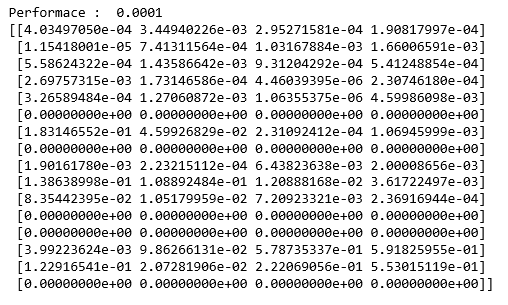 Performace :  0.0001
[[4.03497050e-04 3.44940226e-03 2.95271581e-04 1.90817997e-04]
 [1.15418001e-05 7.41311564e-04 1.03167884e-03 1.66006591e-03]
 [5.58624322e-04 1.43586642e-03 9.31204292e-04 5.41248854e-04]
 [2.69757315e-03 1.73146586e-04 4.46039395e-06 2.30746180e-04]
 [3.26589484e-04 1.27060872e-03 1.06355375e-06 4.59986098e-03]
 [0.00000000e+00 0.00000000e+00 0.00000000e+00 0.00000000e+00]
 [1.83146552e-01 4.59926829e-02 2.31092412e-04 1.06945999e-03]
 [0.00000000e+00 0.00000000e+00 0.00000000e+00 0.00000000e+00]
 [1.90161780e-03 2.23215112e-04 6.43823638e-03 2.00086565e-03]
 [1.38638998e-01 1.08892484e-01 1.20888168e-02 3.61722497e-03]
 [8.35442395e-02 1.05179959e-02 7.20923321e-03 2.36916944e-04]
 [0.00000000e+00 0.00000000e+00 0.00000000e+00 0.00000000e+00]
 [0.00000000e+00 0.00000000e+00 0.00000000e+00 0.00000000e+00]
 [3.99223624e-03 9.86266131e-02 5.78735337e-01 5.91825955e-01]
 [1.22916541e-01 2.07281906e-02 2.22069056e-01 5.53015119e-01]
 [0.00000000e+00 0.00000000e+00 0.00000000e+00 0.00000000e+00]]